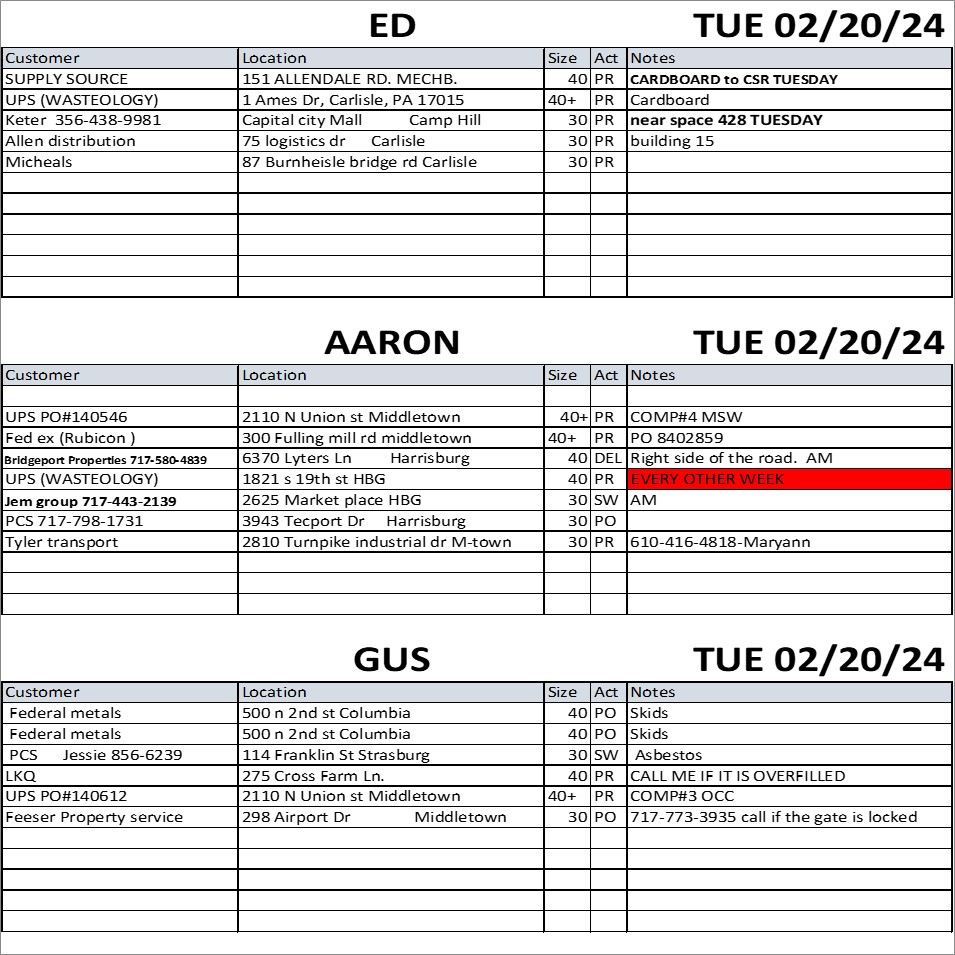 ED TUE 02/20/24
Customer Location Size Act Notes
SUPPLY SOURCE 151 ALLENDALE RD. MECHB. 40 PR CARDBOARD to CSR TUESDAY
UPS (WASTEOLOGY) 1 Ames Dr, Carlisle, PA 17015 40+ PR Cardboard
Keter 356-438-9981 Capital city Mall Camp Hill 30 PR near space 428 TUESDAY
Allen distribution 75 logistics dr Carlisle 30 PR building 15
Micheals 87 Burnheisle bridge rd Carlisle 30 PR
AARON TUE 02/20/24
Customer Location Size Act Notes
UPS PO#140546 2110 N Union st Middletown 40+ PR COMP#4 MSW
Fed ex (Rubicon ) 300 Fulling mill rd middletown 40+ PR PO 8402859
Bridgeport Properties 717-580-4839 6370 Lyters Ln Harrisburg 40 DEL Right side of the road. AM
UPS (WASTEOLOGY) 1821 s 19th st HBG 40 PR EVERY OTHER WEEK
Jem group 717-443-2139 2625 Market place HBG 30 SW AM
PCS 717-798-1731 3943 Tecport Dr Harrisburg 30 PO
Tyler transport 2810 Turnpike industrial dr M-town 30 PR 610-416-4818-Maryann
GUS TUE 02/20/24
Customer Location Size Act Notes
Federal metals 500 n 2nd st Columbia 40 PO Skids
Federal metals 500 n 2nd st Columbia 40 PO Skids
PCS Jessie 856-6239 114 Franklin St Strasburg 30 SW Asbestos
LKQ 275 Cross Farm Ln. 40 PR CALL ME IF IT IS OVERFILLED
UPS PO#140612 2110 N Union st Middletown 40+ PR COMP#3 OCC
Feeser Property service 298 Airport Dr Middletown 30 PO 717-773-3935 call if the gate is locked